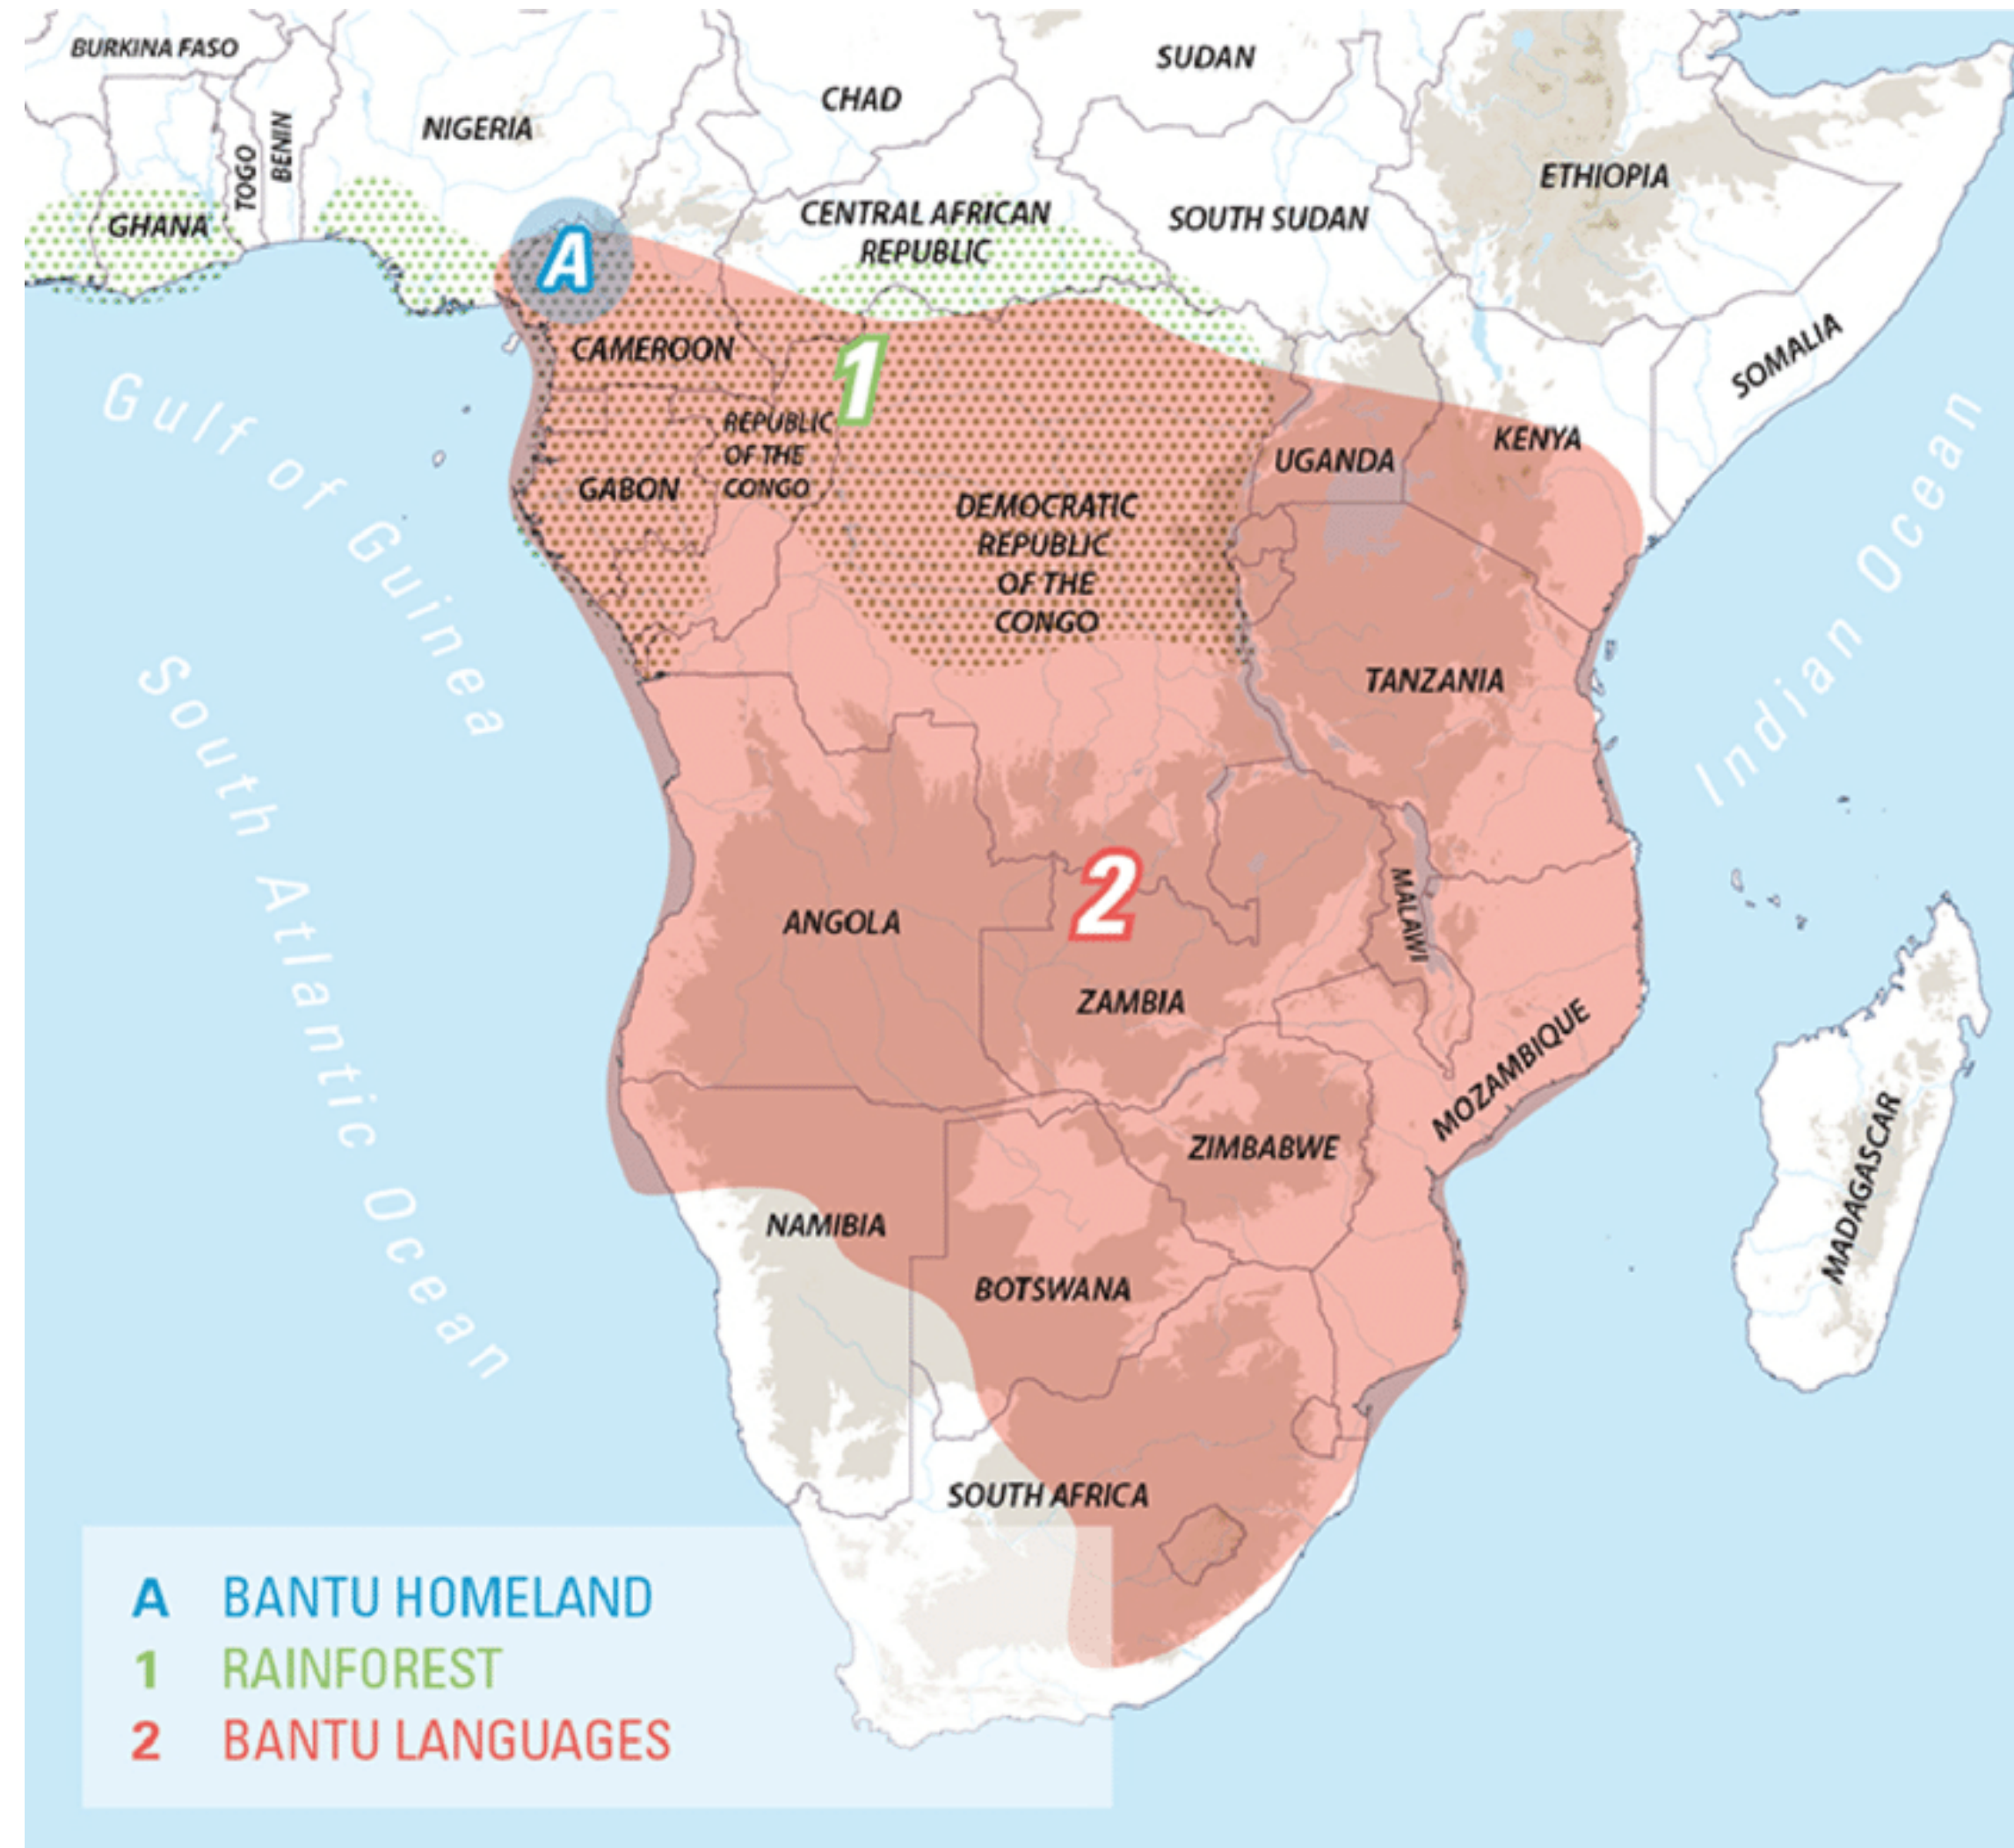 BURKINA FASO
SUDAN
CHAD
NIGERIA
TOGO
BENIN
ETHIOPIA
GHANA
CENTRAL AFRICAN
REPUBLIC
SOUTH SUDAN
A
CAMEROON
1
SOMALIA
Gulf of Guinea
REPUBLIC
OF THE
CONGO
GABON
DEMOCRATIC
REPUBLIC
OF THE
CONGO
UGANDA
KENYA
Indian Ocean
TANZANIA
South Atlantic Ocean
2
ANGOLA
MALAWI
ZAMBIA
MOZAMBIQUE
ZIMBABWE
MADAGASCAR
NAMIBIA
BOTSWANA
SOUTH AFRICA
A BANTU HOMELAND
1 RAINFOREST
2 BANTU LANGUAGES